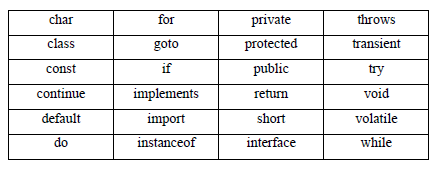 char for private throws
class goto protected transient
const if public try
continue implements return void
default import short volatile
do instanceof interface while